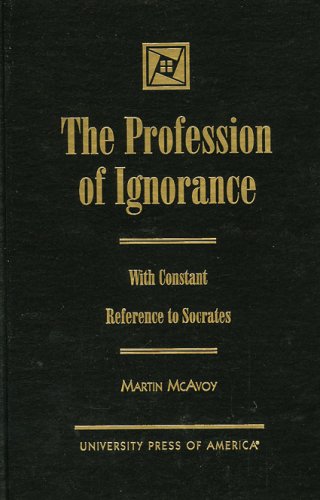 The Profession
of Ignorance
With Constant
Reference to Socrates
MARTIN MCAVOY
UNIVERSITY PRESS OF AMERICA®